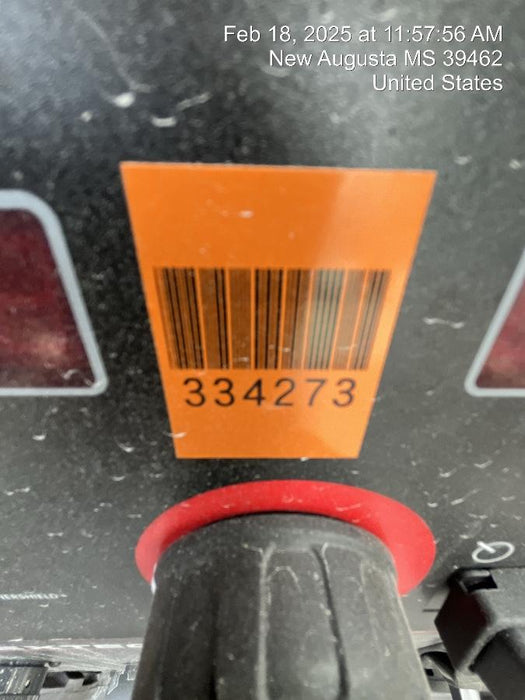 Feb 18, 2025 at 11:57:56 AM
New Augusta MS 39462
United States
334273